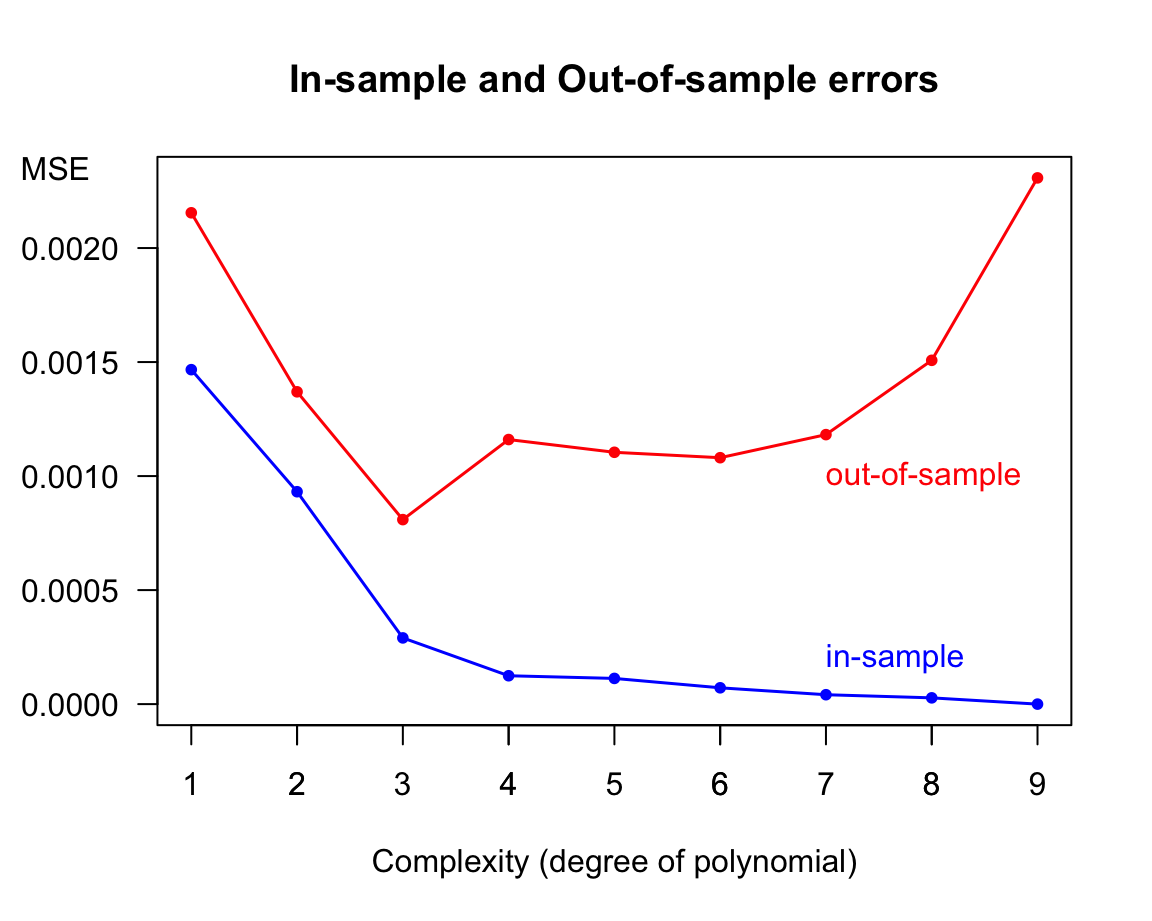 In-sample and Out-of-sample errors
MSE
0.0020
0.0015
0.0010
0.0005
0.0000
out-of-sample
in-sample
1 2 3 4 5 6 7 8 9
Complexity (degree of polynomial)